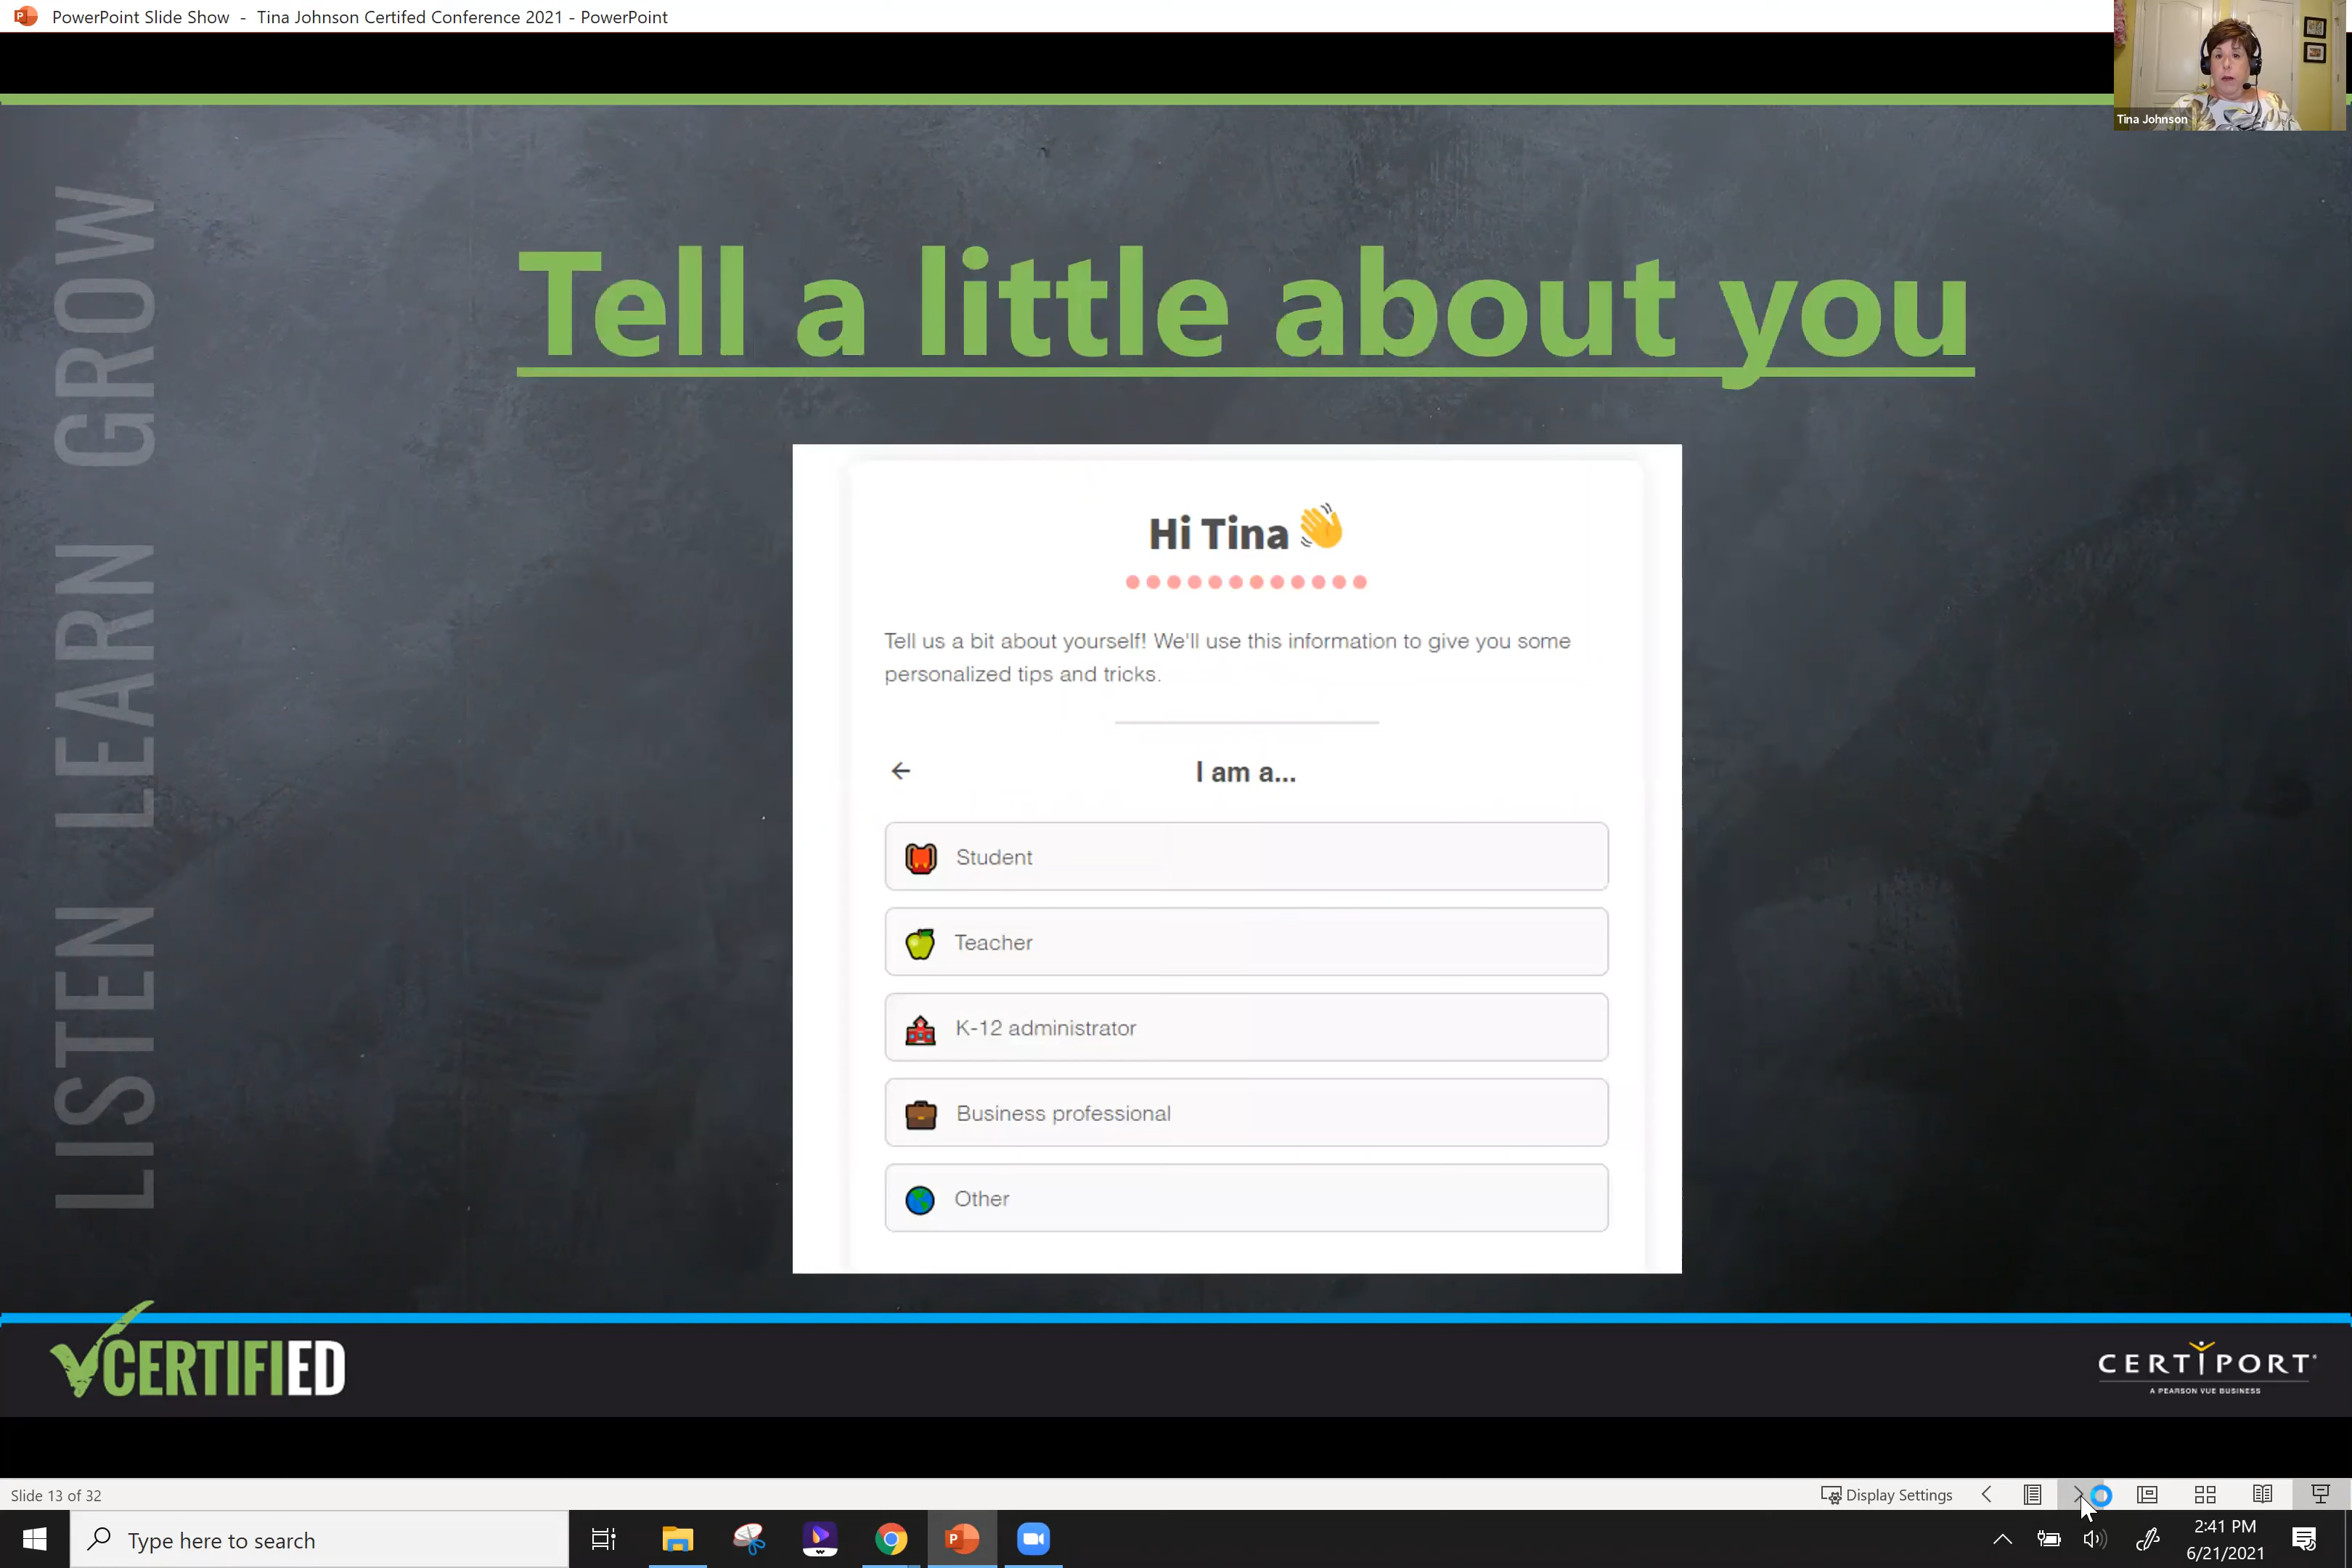 PowerPoint Slide Show - Tina Johnson Certifed Conference 2021 - PowerPoint
Tina Johnson
LISTEN LEARN GROW
Tell a little about you
Hi Tina 👋
Tell us a bit about yourself! We'll use this information to give you some
personalized tips and tricks.
I am a...
Student
Teacher
K-12 administrator
Business professional
Other
CERTIFIED
CERTIPORT
A PEARSON VUE BUSINESS
Slide 13 of 32
Display Settings
Type here to search
2:41 PM
6/21/2021